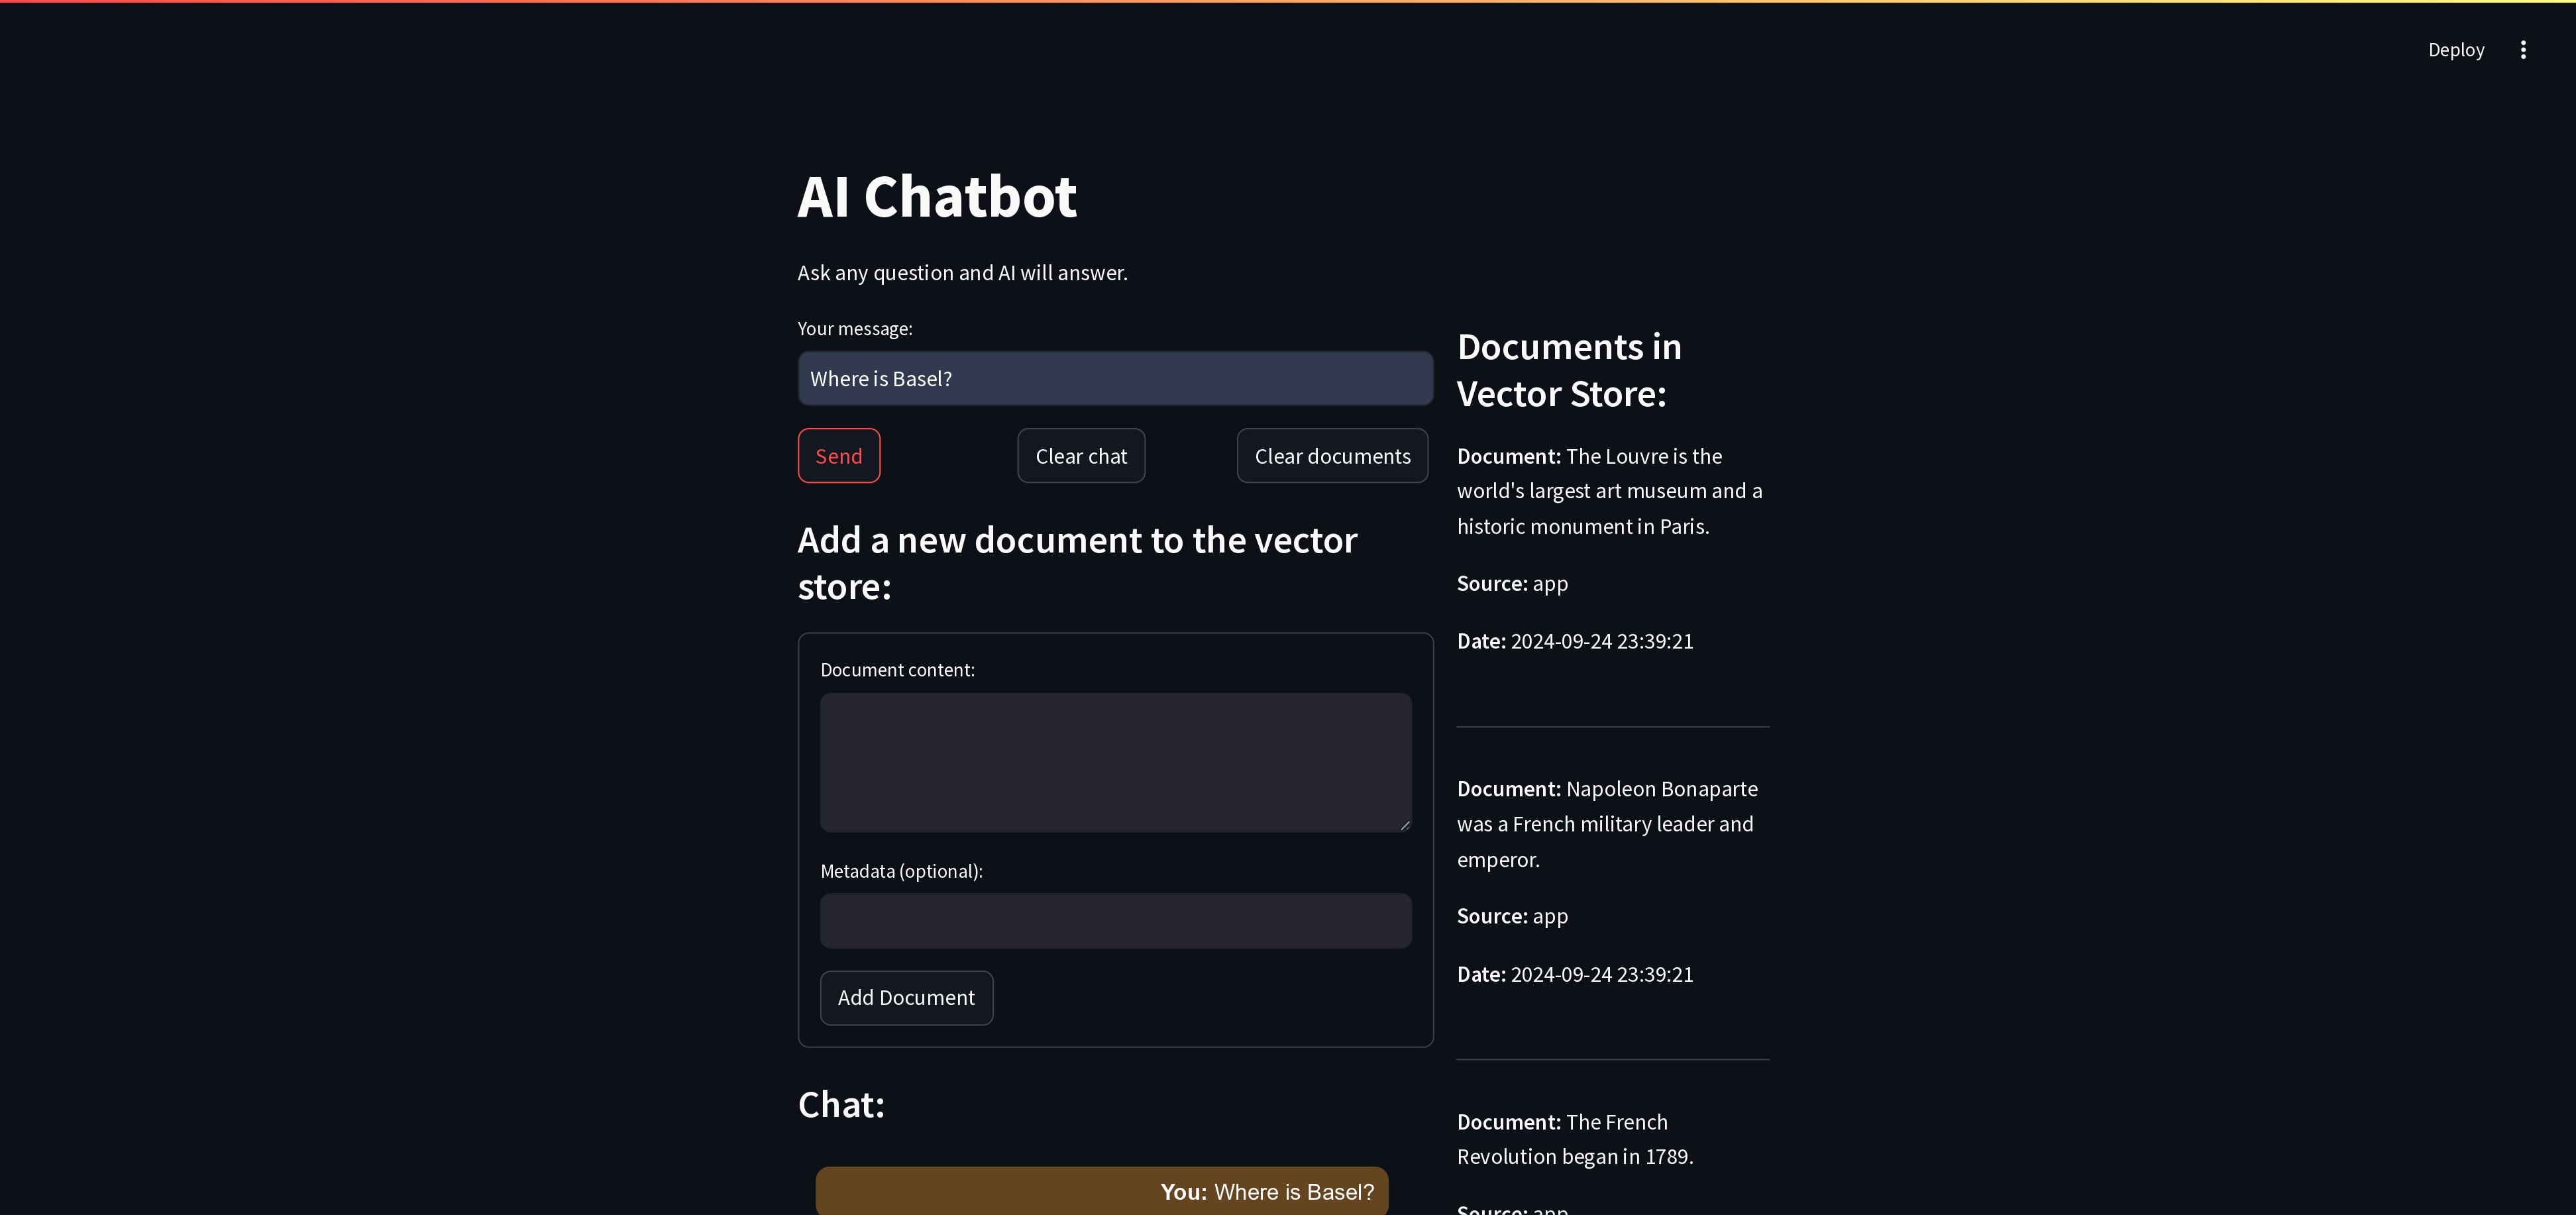 Deploy
AI Chatbot
Ask any question and AI will answer.
Your message:
Where is Basel?
Send
Clear chat
Clear documents
Add a new document to the vector
store:
Document content:
Metadata (optional):
Add Document
Chat:
You: Where is Basel?
Documents in
Vector Store:
Document: The Louvre is the
world's largest art museum and a
historic monument in Paris.
Source: app
Date: 2024-09-24 23:39:21
Document: Napoleon Bonaparte
was a French military leader and
emperor.
Source: app
Date: 2024-09-24 23:39:21
Document: The French
Revolution began in 1789.
Source: app